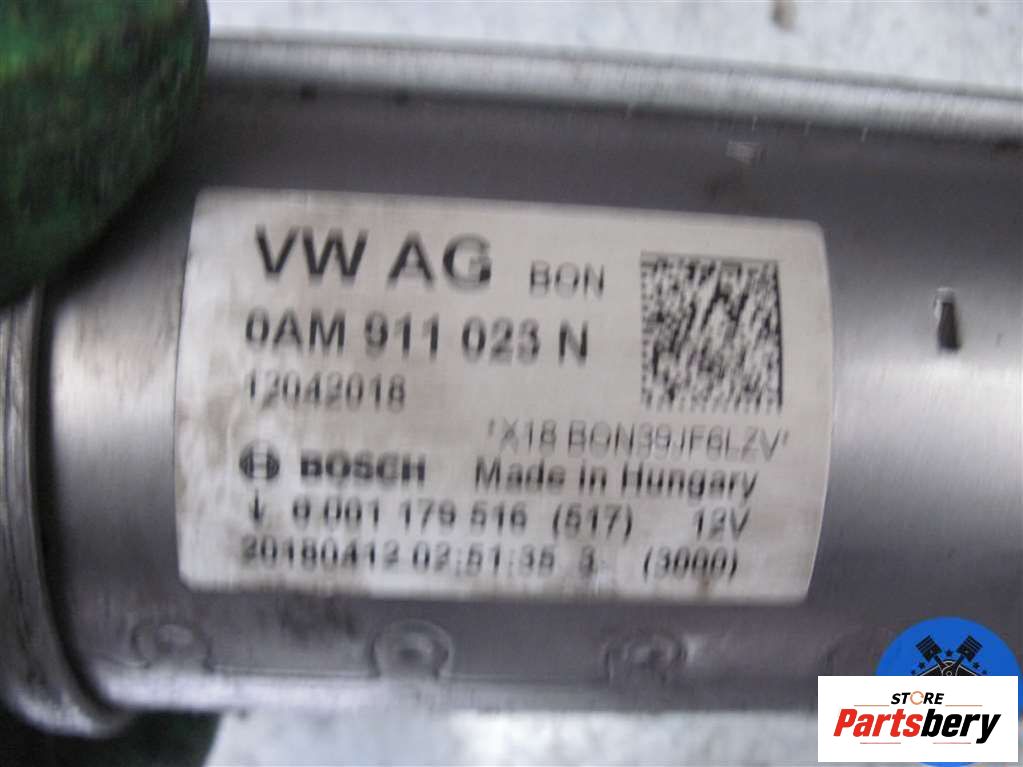 VW AG BON
0AM 911 023 N
12042018
*X18 BON39JF6LZV*
BOSCH Made in Hungary
↓ 0 001 179 516 (517) 12V
20180412 02:51:35 3 (3000)
STORE
Partsbery